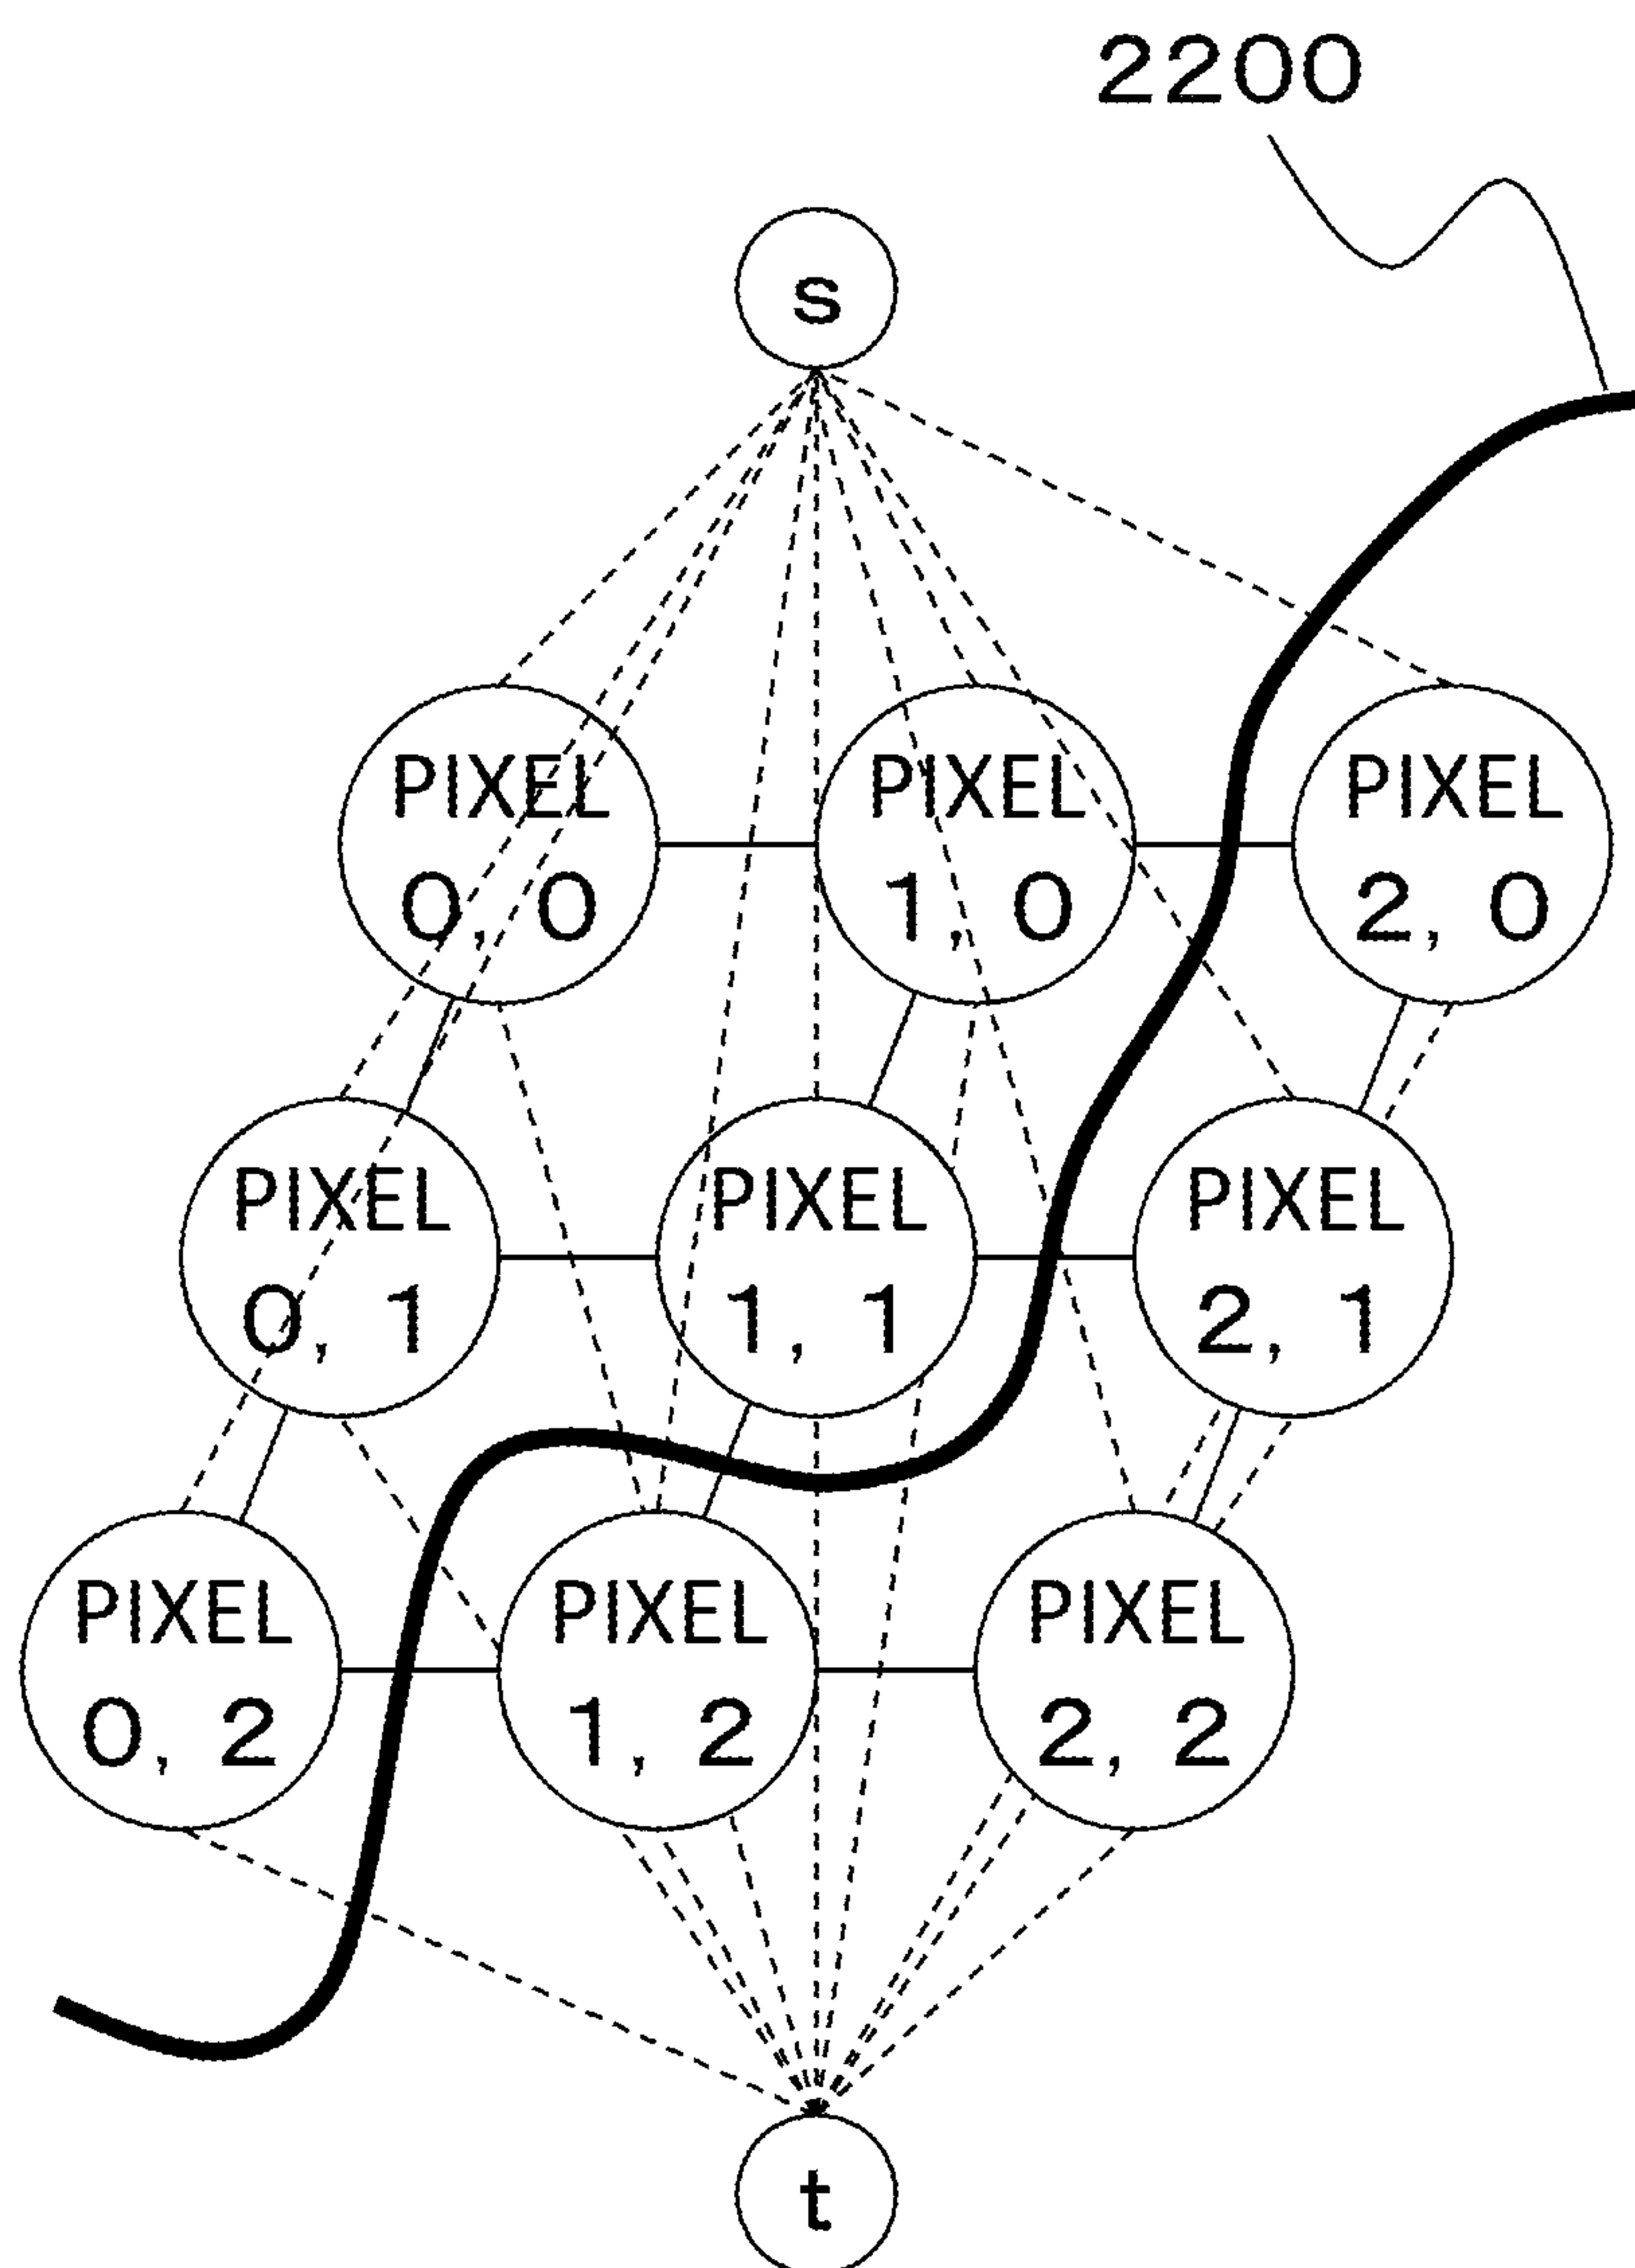 2200
s
PIXEL
0, 0
PIXEL
1, 0
PIXEL
2, 0
PIXEL
0, 1
PIXEL
1, 1
PIXEL
2, 1
PIXEL
0, 2
PIXEL
1, 2
PIXEL
2, 2
t